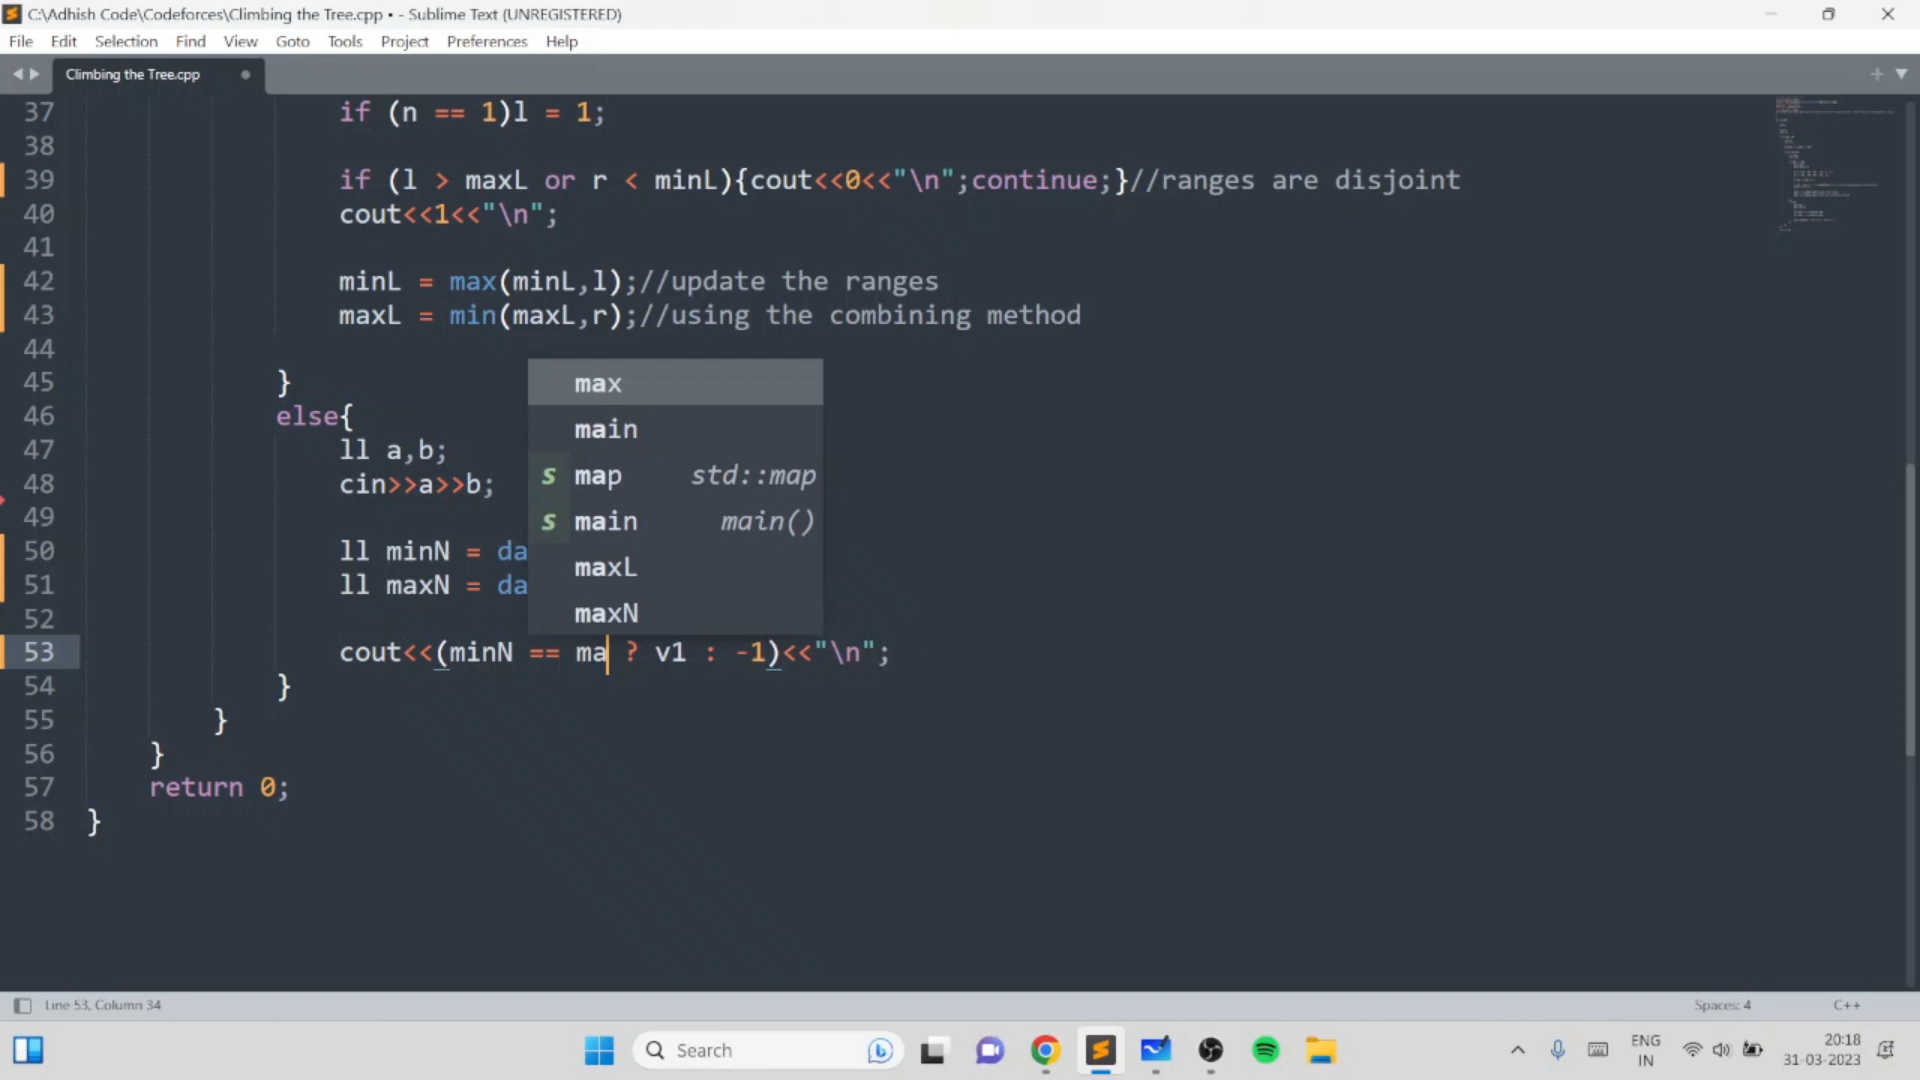 C:\Adhish Code\Codeforces\Climbing the Tree.cpp • - Sublime Text (UNREGISTERED)
File Edit Selection Find View Goto Tools Project Preferences Help
Climbing the Tree.cpp
37 if (n == 1)l = 1;
38
39 if (l > maxL or r < minL){cout<<0<<"\n";continue;}//ranges are disjoint
40 cout<<1<<"\n";
41
42 minL = max(minL,l);//update the ranges
43 maxL = min(maxL,r);//using the combining method
44
45 }
46 else{
47 ll a,b;
48 cin>>a>>b;
49
50 ll minN = da
51 ll maxN = da
52
53 cout<<(minN == ma ? v1 : -1)<<"\n";
54 }
55 }
56 }
57 return 0;
58 }
max
main
s map std::map
s main main()
maxL
maxN
Line 53, Column 34 Spaces: 4 C++
Search ENG IN 20:18 31-03-2023